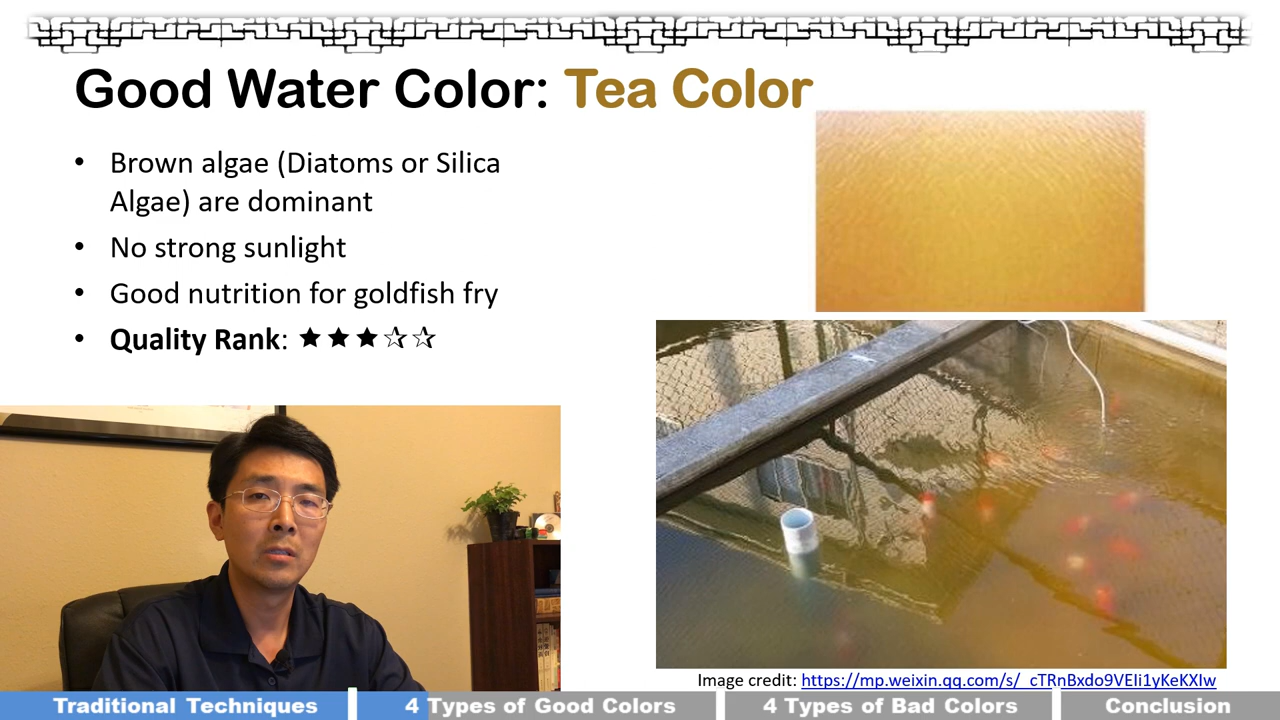 Good Water Color: Tea Color
• Brown algae (Diatoms or Silica
Algae) are dominant
• No strong sunlight
• Good nutrition for goldfish fry
• Quality Rank: ★★★☆☆
Image credit: https://mp.weixin.qq.com/s/_cTRnBxdo9VEIi1yKeKXIw
Traditional Techniques
4 Types of Good Colors
4 Types of Bad Colors
Conclusion